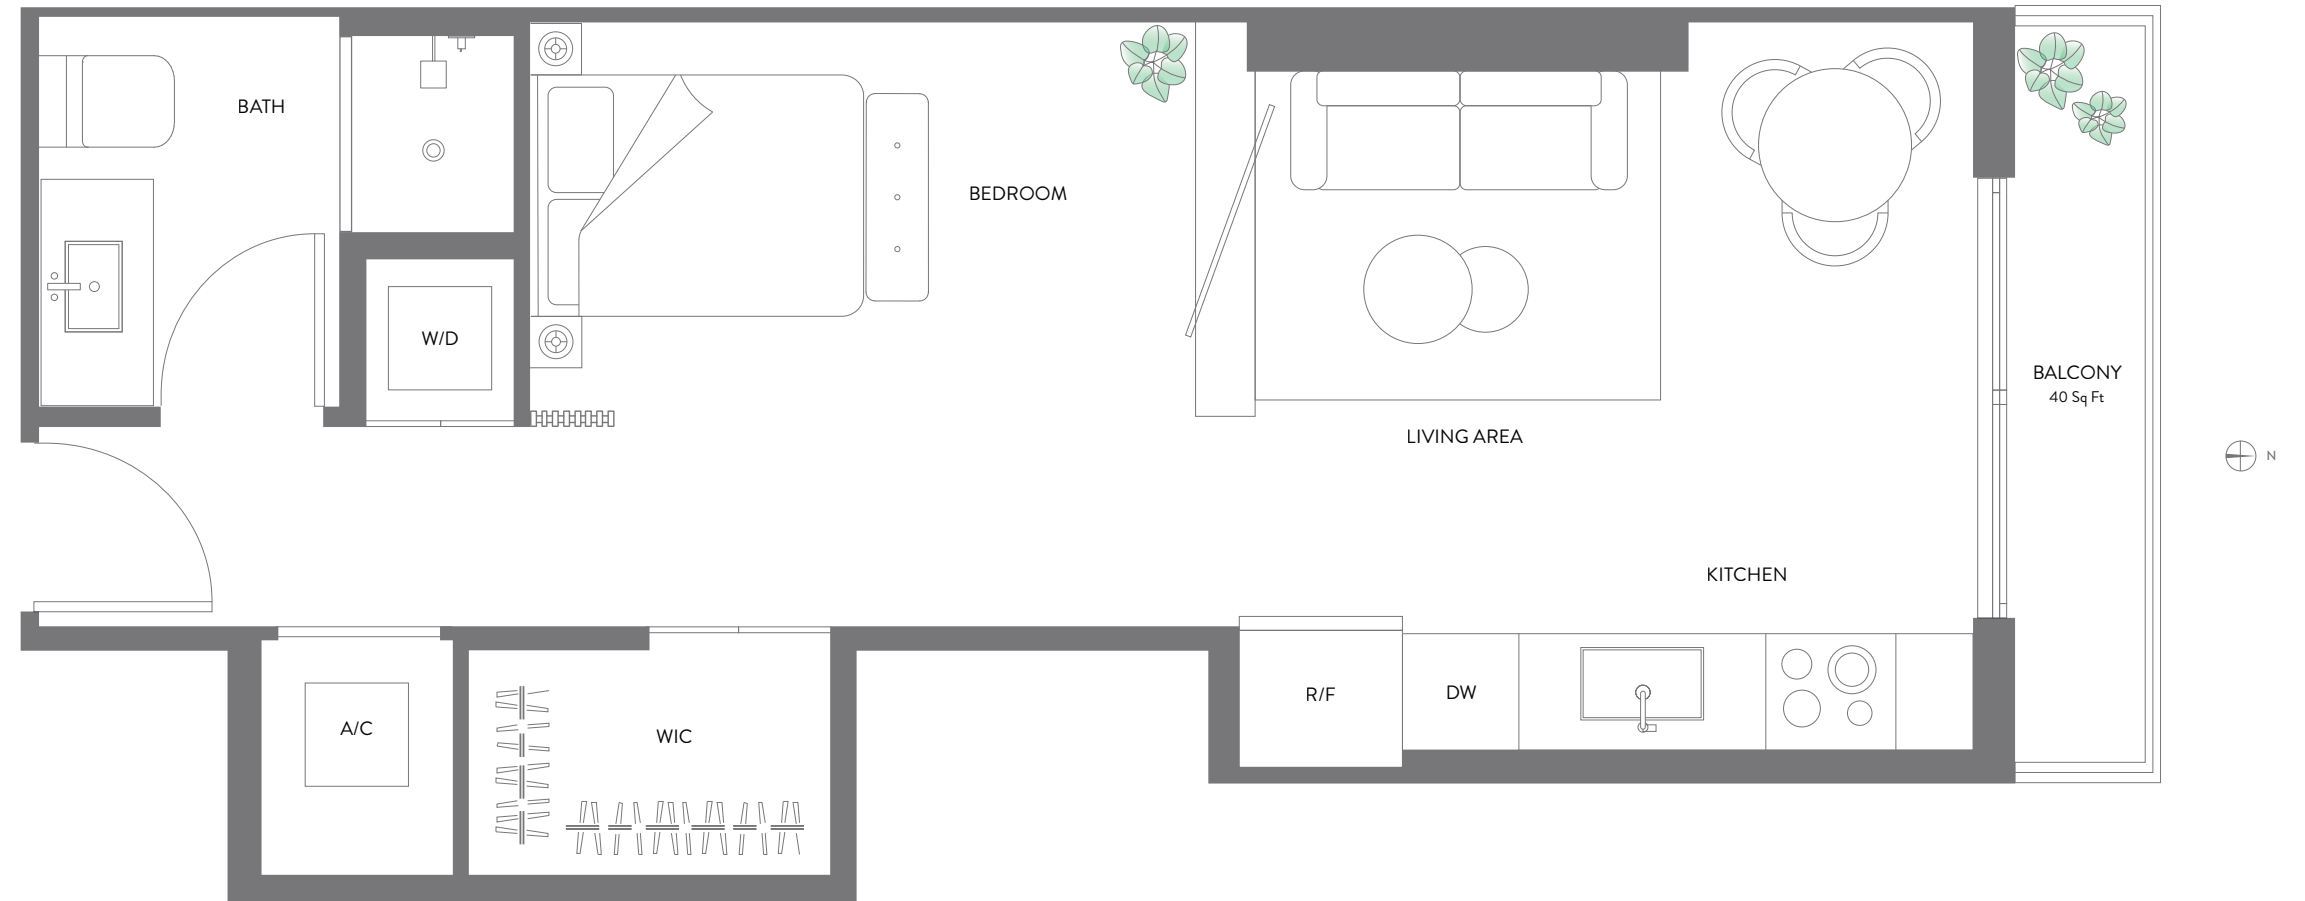 BATH
BEDROOM
W/D
BALCONY
40 Sq Ft
LIVING AREA
N
KITCHEN
R/F
DW
A/C
WIC